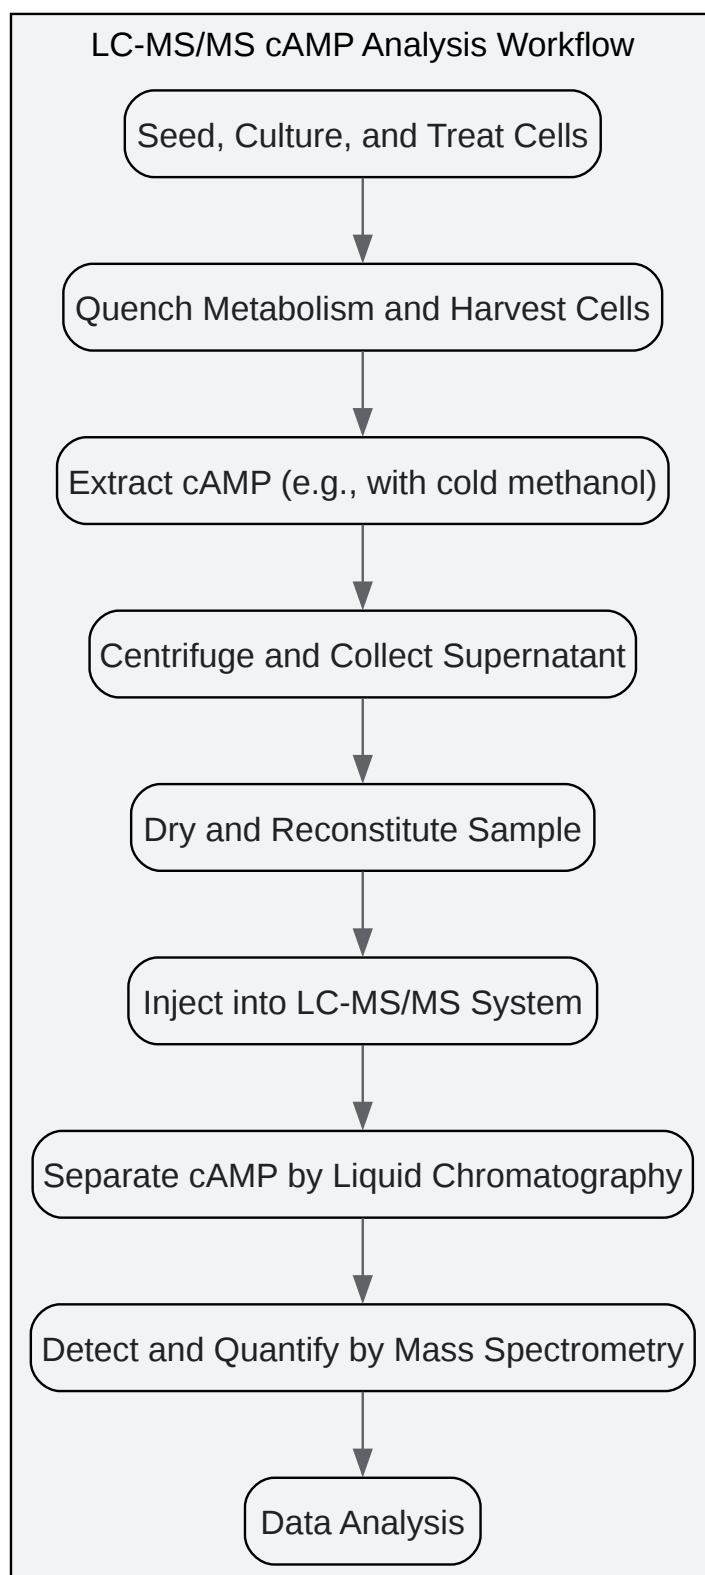 LC-MS/MS cAMP Analysis Workflow
Seed, Culture, and Treat Cells
Quench Metabolism and Harvest Cells
Extract cAMP (e.g., with cold methanol)
Centrifuge and Collect Supernatant
Dry and Reconstitute Sample
Inject into LC-MS/MS System
Separate cAMP by Liquid Chromatography
Detect and Quantify by Mass Spectrometry
Data Analysis